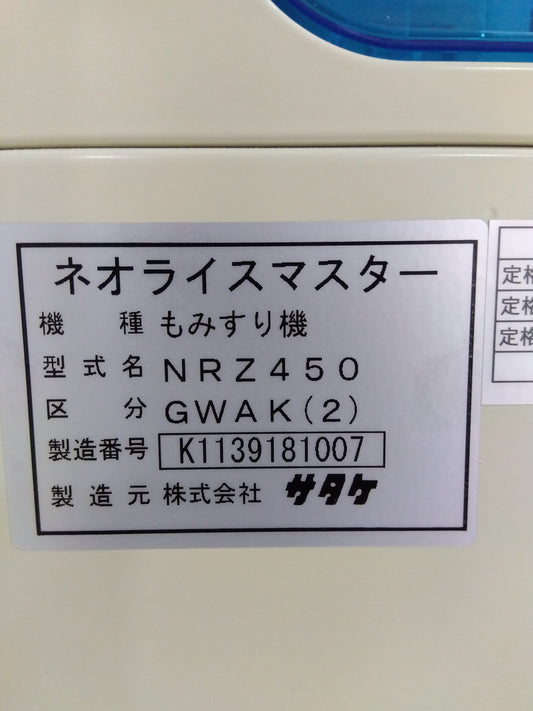 ネオライスマスター
機種 もみすり機
型式名 NRZ450
区分 GWAK(2)
製造番号 K1139181007
製造元 株式会社 サタケ
定格
定格
定格